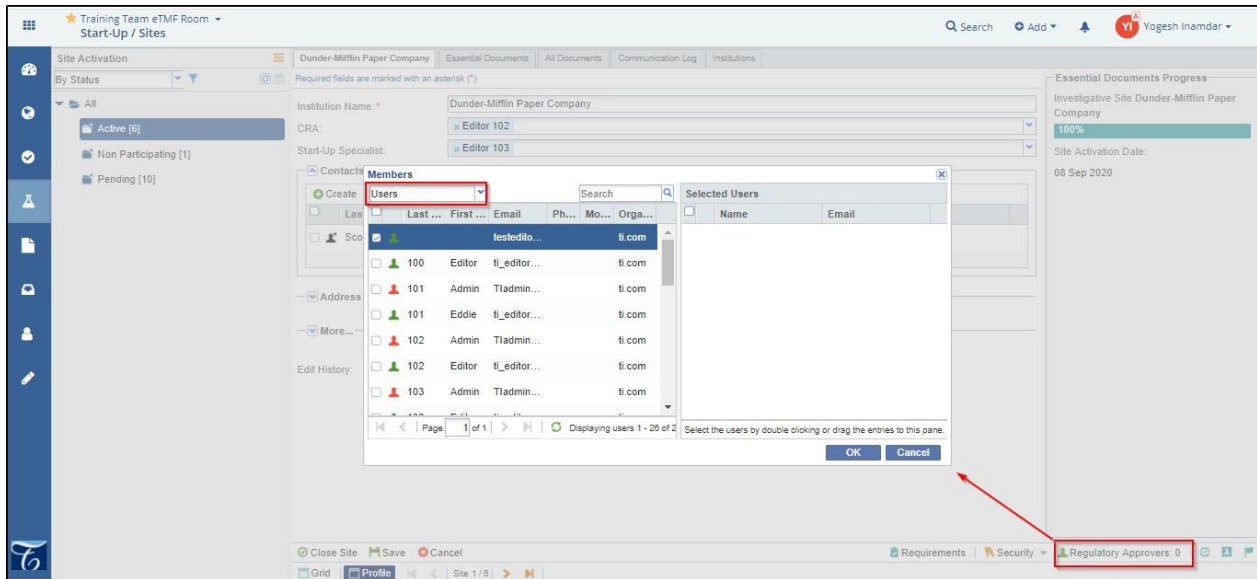 Training Team eTMF Room
Start-Up / Sites
Search
Add
A
YI
Yogesh Inamdar
Site Activation
By Status
All
Active [6]
Non Participating [1]
Pending [10]
Dunder-Mifflin Paper Company
Essential Documents
All Documents
Communication Log
Institutions
Required fields are marked with an asterisk (*)
Institution Name:*
Dunder-Mifflin Paper Company
CRA:
Editor 102
Start-Up Specialist:
Editor 103
Contacts
Create
Las
Sco
Address
More...
Edit History:
Members
Users
Search
Last ... First ... Email Ph... Mo... Orga...
testedito... ti.com
100 Editor ti_editor... ti.com
101 Admin TIadmin... ti.com
101 Eddie ti_editor... ti.com
102 Admin TIadmin... ti.com
102 Editor ti_editor... ti.com
103 Admin TIadmin... ti.com
Page 1 of 1
Displaying users 1 - 26 of 2
Selected Users
Name Email
Select the users by double clicking or drag the entries to this pane.
OK Cancel
Essential Documents Progress
Investigative Site Dunder-Mifflin Paper
Company
100%
Site Activation Date:
08 Sep 2020
Close Site Save Cancel
Requirements Security Regulatory Approvers: 0
Grid Profile Site 1 / 6